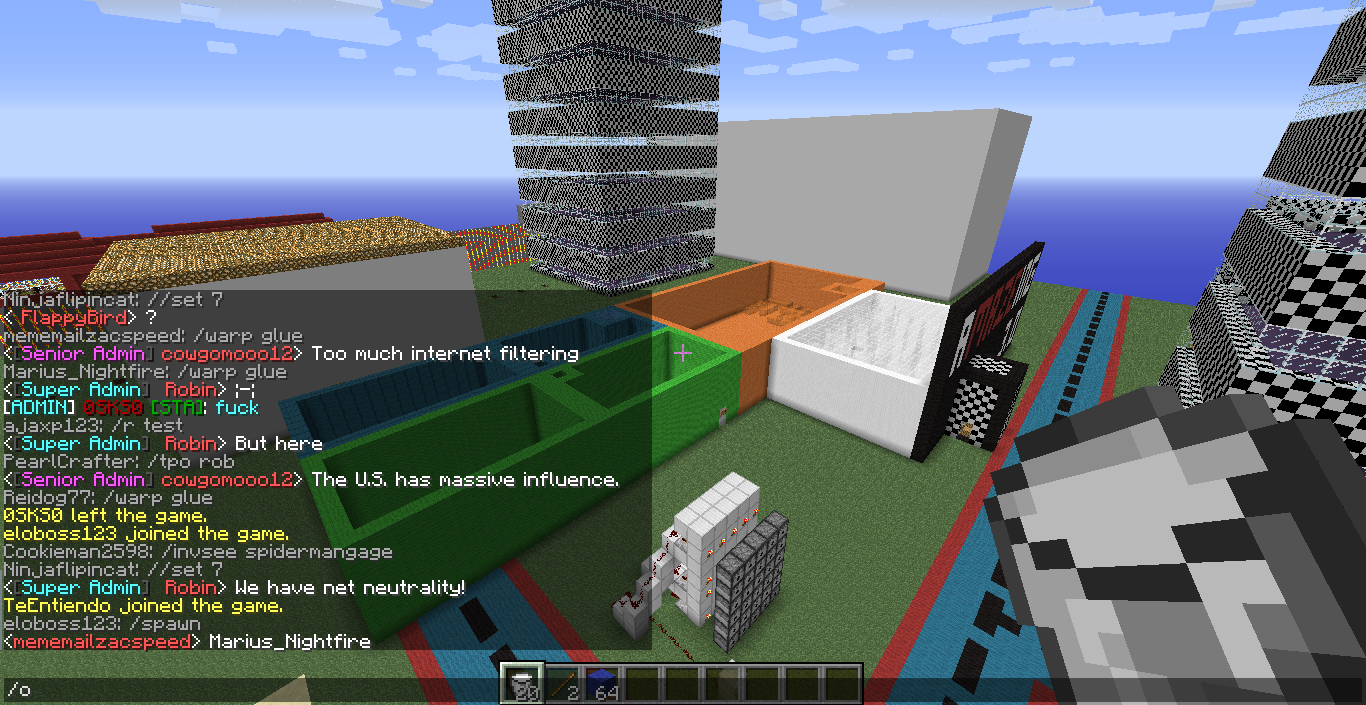 Ninjaflipincat: //set 7
< FlappyBird> ?
mememailzacspeed: /warp glue
<[Senior Admin] cowgomooo12> Too much internet filtering
Marius_Nightfire: /warp glue
<[Super Admin]  Robin> ;-;
[ADMIN] 0SK50 [STA]: fuck
ajaxp123: /r test
<[Super Admin]  Robin> But here
PearlCrafter: /tpo rob
<[Senior Admin] cowgomooo12> The U.S. has massive influence.
Reidog77: /warp glue
0SK50 left the game.
eloboss123 joined the game.
Cookieman2598: /invsee spidermangage
Ninjaflipincat: //set 7
<[Super Admin]  Robin> We have net neutrality!
TeEntiendo joined the game.
eloboss123: /spawn
<mememailzacspeed> Marius_Nightfire
/o
20 2 64